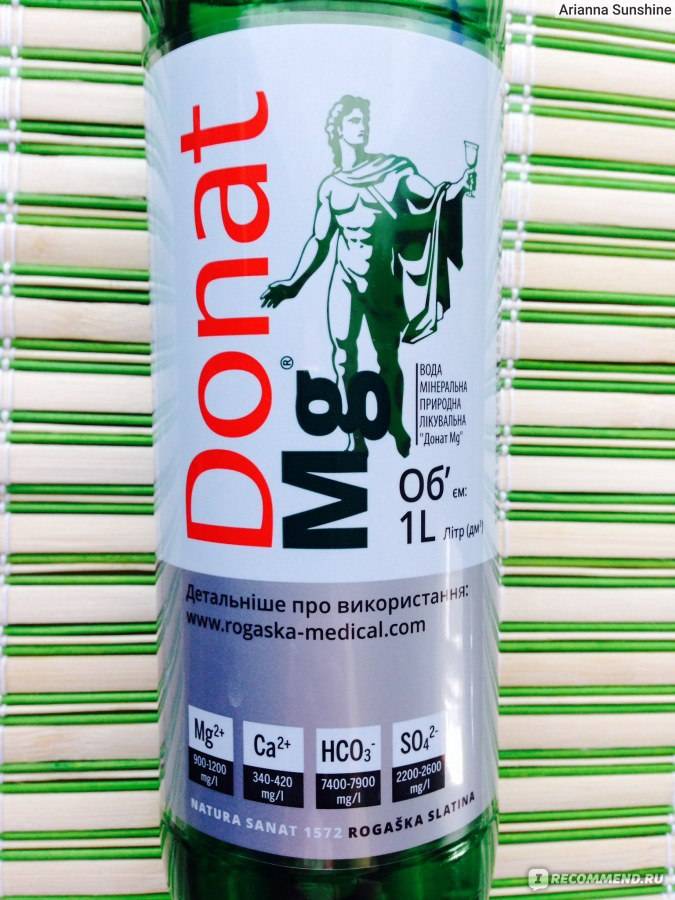 Arianna Sunshine
Donat
Mg®
ВОДА
МІНЕРАЛЬНА
ПРИРОДНА
ЛІКУВАЛЬНА
"Донат Mg"
Об'єм:
1L Літр (дм³)
Детальніше про використання:
www.rogaska-medical.com
Mg²⁺
900-1200
mg/l
Ca²⁺
340-420
mg/l
HCO₃⁻
7400-7900
mg/l
SO₄²⁻
2200-2600
mg/l
NATURA SANAT 1572 ROGAŠKA SLATINA
I RECOMMEND.RU